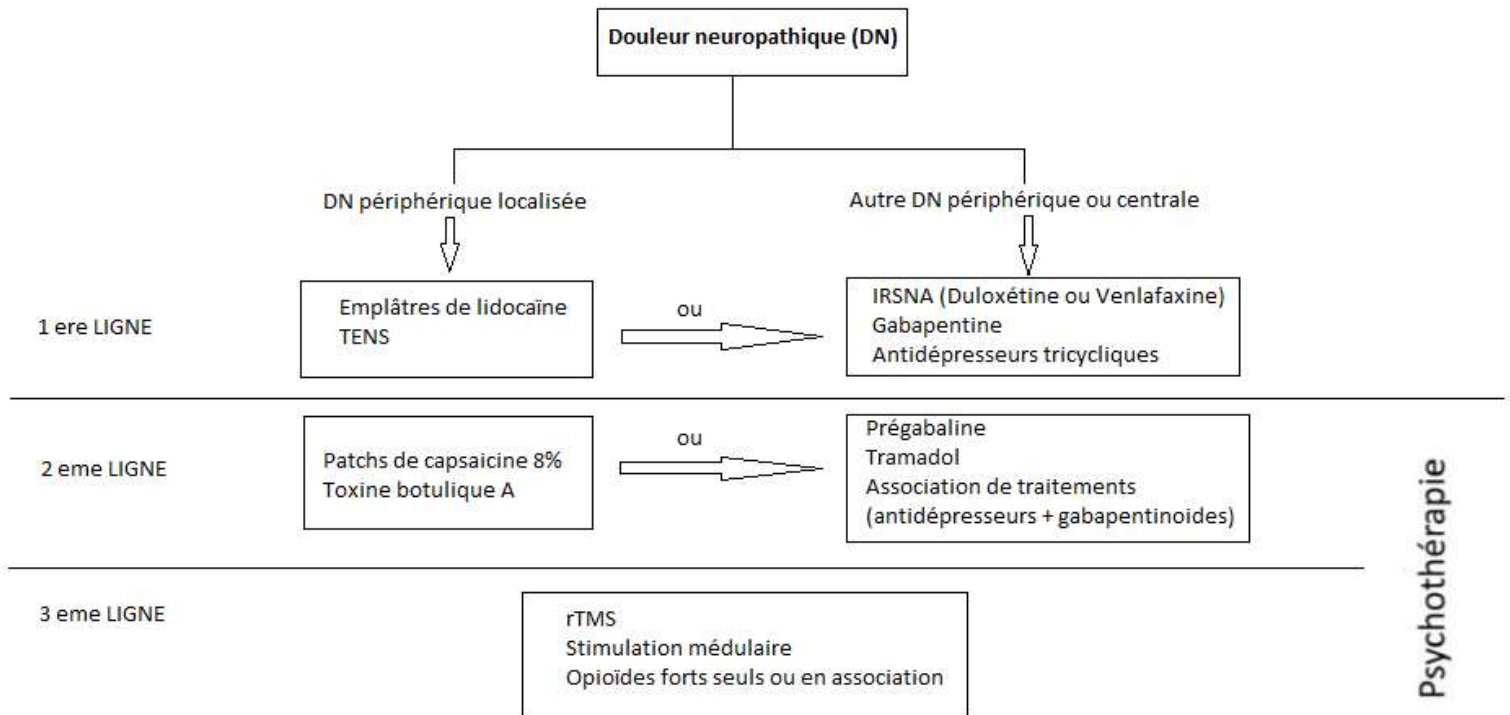 Douleur neuropathique (DN)
DN périphérique localisée
Autre DN périphérique ou centrale
1 ere LIGNE
Emplâtres de lidocaïne
TENS
ou
IRSNA (Duloxétine ou Venlafaxine)
Gabapentine
Antidépresseurs tricycliques
2 eme LIGNE
Patchs de capsaicine 8%
Toxine botulique A
ou
Prégabaline
Tramadol
Association de traitements
(antidépresseurs + gabapentinoides)
3 eme LIGNE
rTMS
Stimulation médulaire
Opioïdes forts seuls ou en association
Psychothérapie